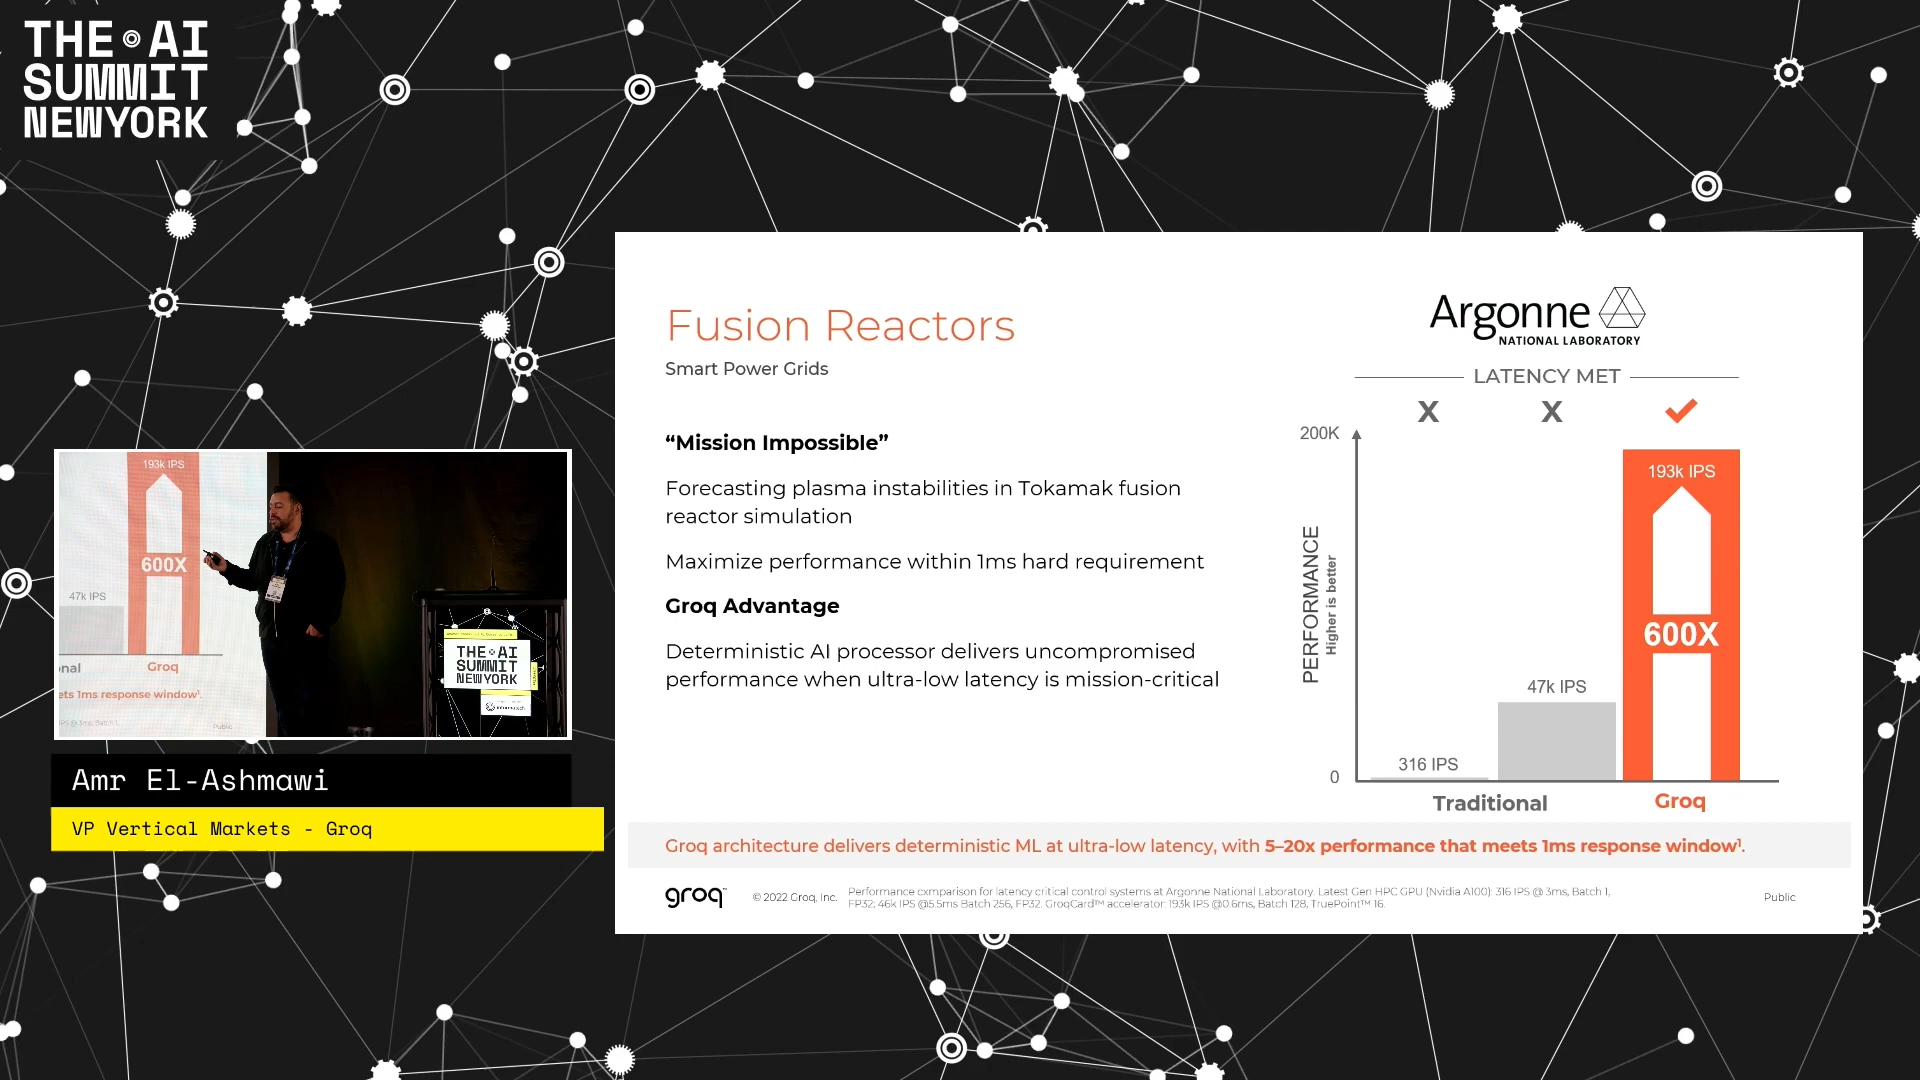 THE AI
SUMMIT
NEWYORK
Fusion Reactors
Smart Power Grids
“Mission Impossible”
Forecasting plasma instabilities in Tokamak fusion
reactor simulation
Maximize performance within 1ms hard requirement
Groq Advantage
Deterministic AI processor delivers uncompromised
performance when ultra-low latency is mission-critical
Argonne
NATIONAL LABORATORY
LATENCY MET
X X
200K
193k IPS
600X
PERFORMANCE
Higher is better
47k IPS
316 IPS
0
Traditional
Groq
Groq architecture delivers deterministic ML at ultra-low latency, with 5–20x performance that meets 1ms response window¹.
groq™
© 2022 Groq, Inc.
Performance cxmparison for latency critical control systems at Argonne National Laboratory. Latest Gen HPC GPU (Nvidia A100): 316 IPS @ 3ms, Batch 1,
FP32; 46k IPS @5.5ms Batch 256, FP32. GroqCard™ accelerator: 193k IPS @0.6ms, Batch 128, TruePoint™ 16.
Public
193k IPS
600X
47k IPS
onal
Groq
ets 1ms response window¹.
IPS @ 3ms, Batch 1,
Public
THE AI
SUMMIT
NEWYORK
Amr El-Ashmawi
VP Vertical Markets - Groq